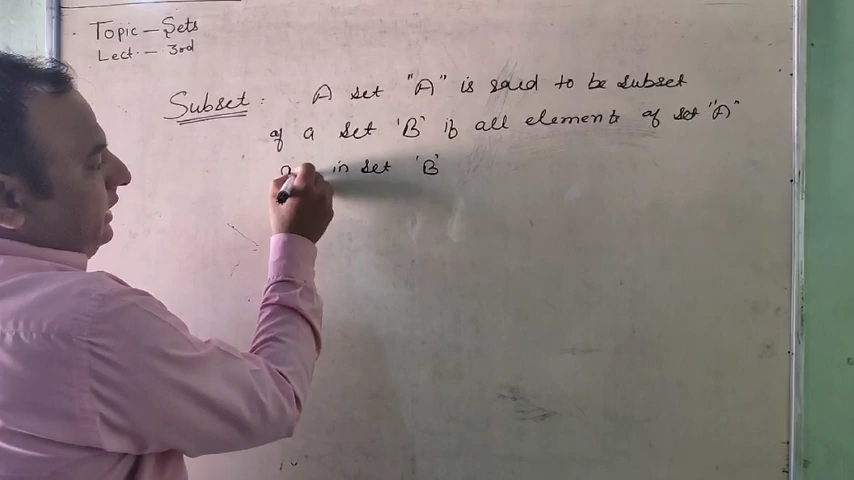 Topic - Sets
Lect. - 3rd
Subset : A set "A" is said to be subset
of a set 'B' if all elements of set "A"
in set 'B'